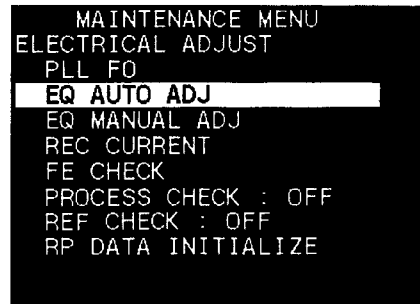 MAINTENANCE MENU
ELECTRICAL ADJUST
PLL FO
EQ AUTO ADJ
EQ MANUAL ADJ
REC CURRENT
FE CHECK
PROCESS CHECK : OFF
REF CHECK : OFF
RP DATA INITIALIZE